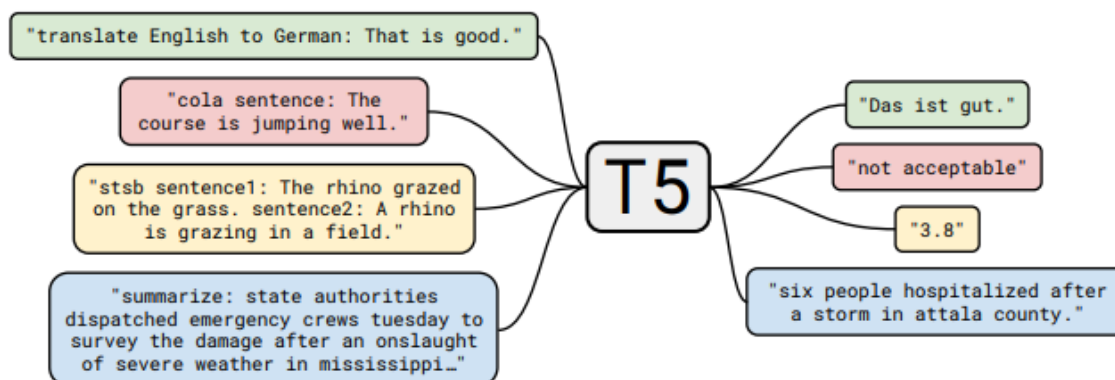 "translate English to German: That is good."
"cola sentence: The
course is jumping well."
"stsb sentence1: The rhino grazed
on the grass. sentence2: A rhino
is grazing in a field."
"summarize: state authorities
dispatched emergency crews tuesday to
survey the damage after an onslaught
of severe weather in mississippi…"
T5
"Das ist gut."
"not acceptable"
"3.8"
"six people hospitalized after
a storm in attala county."